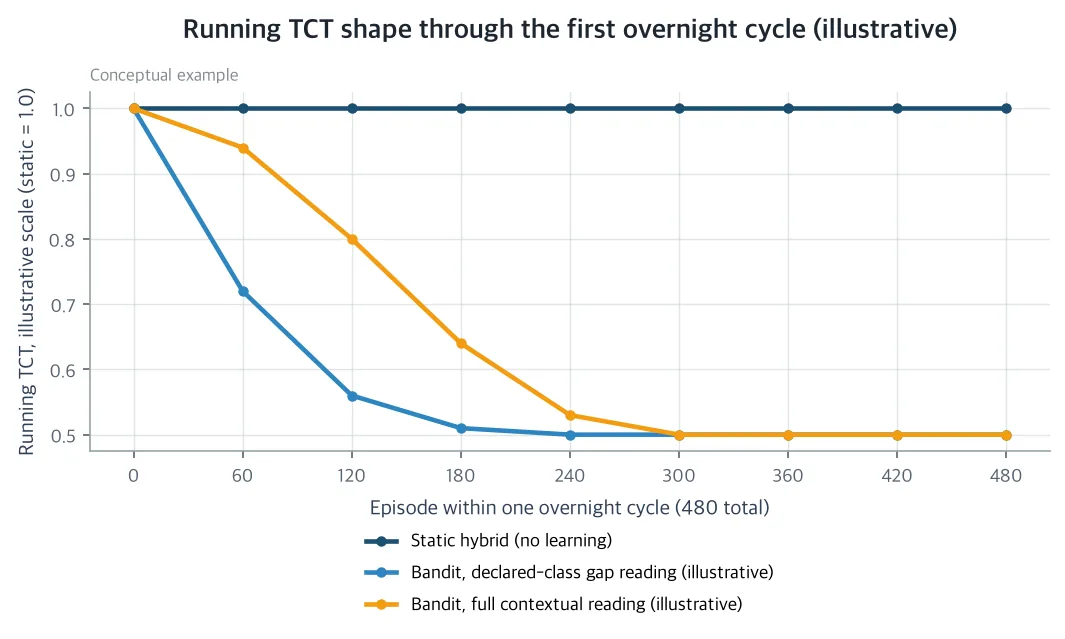 Running TCT shape through the first overnight cycle (illustrative)
Conceptual example
Running TCT, illustrative scale (static = 1.0)
1.0
0.9
0.8
0.7
0.6
0.5
0 60 120 180 240 300 360 420 480
Episode within one overnight cycle (480 total)
Static hybrid (no learning)
Bandit, declared-class gap reading (illustrative)
Bandit, full contextual reading (illustrative)